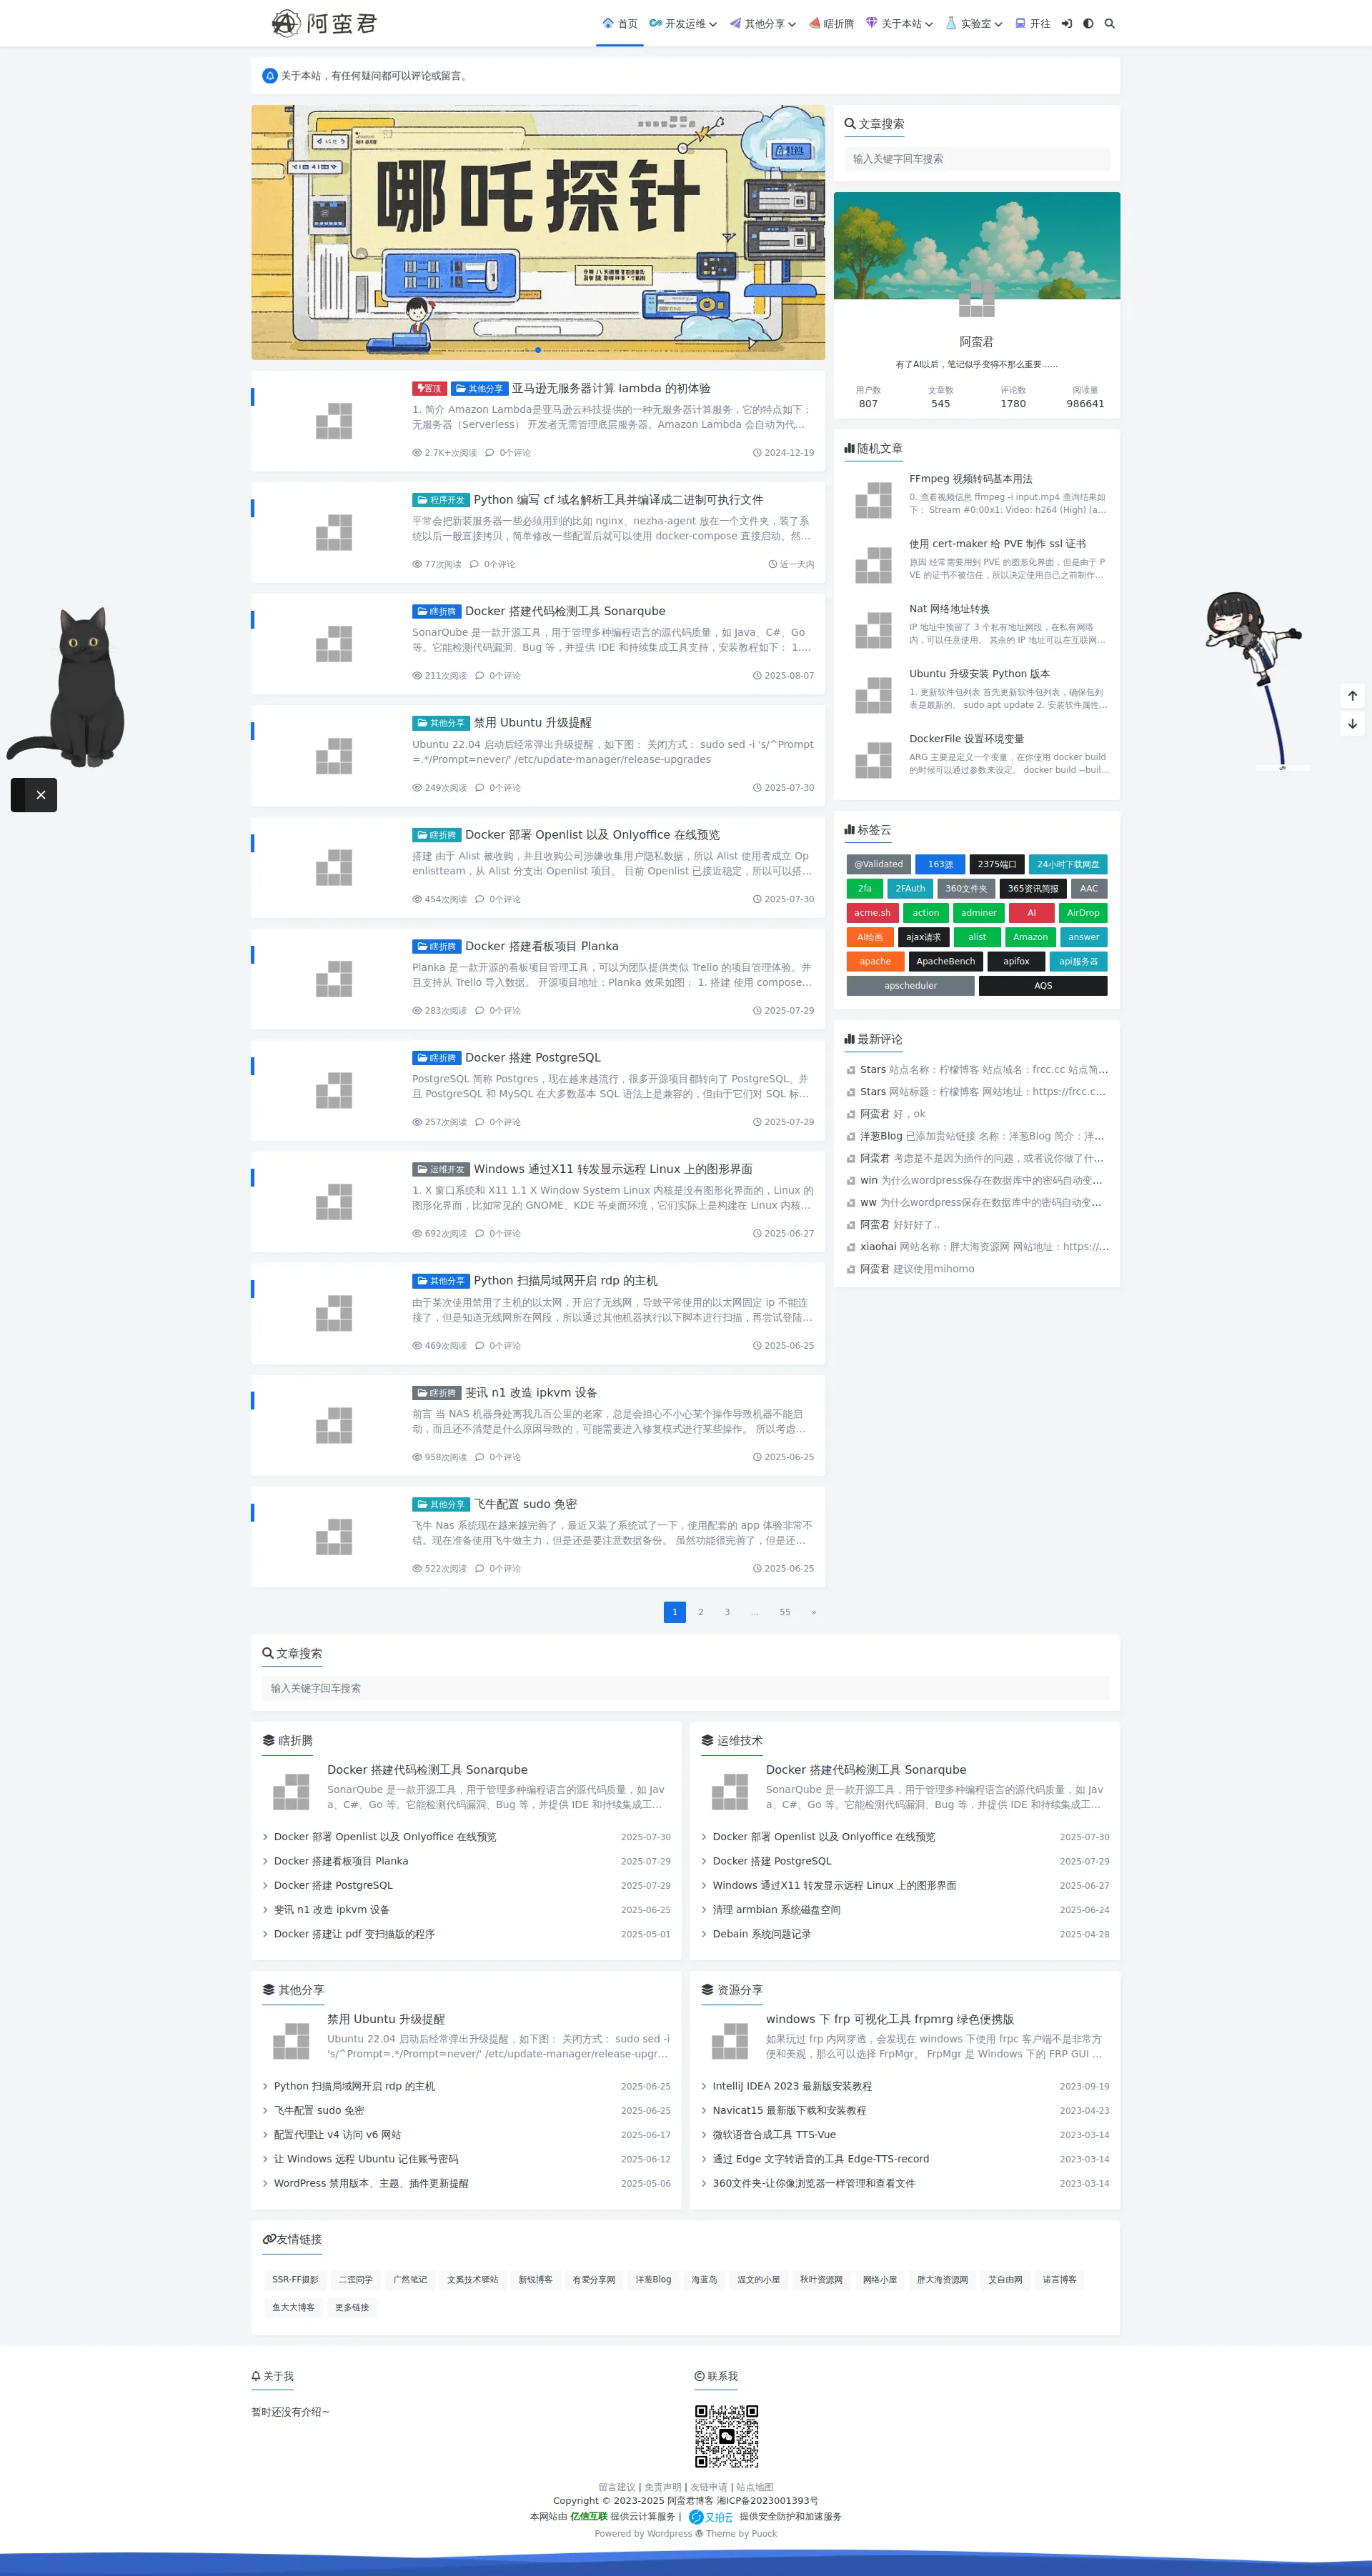 阿蛮君
首页 开发运维 其他分享 瞎折腾 关于本站 实验室 开往
关于本站，有任何疑问都可以评论或留言。
哪吒探针
置顶 其他分享 亚马逊无服务器计算 lambda 的初体验
1. 简介 Amazon Lambda是亚马逊云科技提供的一种无服务器计算服务，它的特点如下：
无服务器（Serverless） 开发者无需管理底层服务器。Amazon Lambda 会自动为代…
2.7K+次阅读 0个评论 2024-12-19
程序开发 Python 编写 cf 域名解析工具并编译成二进制可执行文件
平常会把新装服务器一些必须用到的比如 nginx、nezha-agent 放在一个文件夹，装了系
统以后一般直接拷贝，简单修改一些配置后就可以使用 docker-compose 直接启动。然…
77次阅读 0个评论 近一天内
瞎折腾 Docker 搭建代码检测工具 Sonarqube
SonarQube 是一款开源工具，用于管理多种编程语言的源代码质量，如 Java、C#、Go
等。它能检测代码漏洞、Bug 等，并提供 IDE 和持续集成工具支持，安装教程如下： 1.…
211次阅读 0个评论 2025-08-07
其他分享 禁用 Ubuntu 升级提醒
Ubuntu 22.04 启动后经常弹出升级提醒，如下图： 关闭方式： sudo sed -i 's/^Prompt
=.*/Prompt=never/' /etc/update-manager/release-upgrades
249次阅读 0个评论 2025-07-30
瞎折腾 Docker 部署 Openlist 以及 Onlyoffice 在线预览
搭建 由于 Alist 被收购，并且收购公司涉嫌收集用户隐私数据，所以 Alist 使用者成立 Op
enlistteam，从 Alist 分支出 Openlist 项目。 目前 Openlist 已接近稳定，所以可以搭…
454次阅读 0个评论 2025-07-30
瞎折腾 Docker 搭建看板项目 Planka
Planka 是一款开源的看板项目管理工具，可以为团队提供类似 Trello 的项目管理体验。并
且支持从 Trello 导入数据。 开源项目地址：Planka 效果如图： 1. 搭建 使用 compose…
283次阅读 0个评论 2025-07-29
瞎折腾 Docker 搭建 PostgreSQL
PostgreSQL 简称 Postgres，现在越来越流行，很多开源项目都转向了 PostgreSQL。并
且 PostgreSQL 和 MySQL 在大多数基本 SQL 语法上是兼容的，但由于它们对 SQL 标…
257次阅读 0个评论 2025-07-29
运维开发 Windows 通过X11 转发显示远程 Linux 上的图形界面
1. X 窗口系统和 X11 1.1 X Window System Linux 内核是没有图形化界面的，Linux 的
图形化界面，比如常见的 GNOME、KDE 等桌面环境，它们实际上是构建在 Linux 内核…
692次阅读 0个评论 2025-06-27
其他分享 Python 扫描局域网开启 rdp 的主机
由于某次使用禁用了主机的以太网，开启了无线网，导致平常使用的以太网固定 ip 不能连
接了，但是知道无线网所在网段，所以通过其他机器执行以下脚本进行扫描，再尝试登陆…
469次阅读 0个评论 2025-06-25
瞎折腾 斐讯 n1 改造 ipkvm 设备
前言 当 NAS 机器身处离我几百公里的老家，总是会担心不小心某个操作导致机器不能启
动，而且还不清楚是什么原因导致的，可能需要进入修复模式进行某些操作。 所以考虑…
958次阅读 0个评论 2025-06-25
其他分享 飞牛配置 sudo 免密
飞牛 Nas 系统现在越来越完善了，最近又装了系统试了一下，使用配套的 app 体验非常不
错。现在准备使用飞牛做主力，但是还是要注意数据备份。 虽然功能很完善了，但是还…
522次阅读 0个评论 2025-06-25
1 2 3 … 55 »
文章搜索
输入关键字回车搜索
阿蛮君
有了AI以后，笔记似乎变得不那么重要……
用户数 文章数 评论数 阅读量
807 545 1780 986641
随机文章
FFmpeg 视频转码基本用法
0. 查看视频信息 ffmpeg -i input.mp4 查询结果如
下： Stream #0:00x1: Video: h264 (High) (a…
使用 cert-maker 给 PVE 制作 ssl 证书
原因 经常需要用到 PVE 的图形化界面，但是由于 P
VE 的证书不被信任，所以决定使用自己之前制作…
Nat 网络地址转换
IP 地址中预留了 3 个私有地址网段，在私有网络
内，可以任意使用。 其余的 IP 地址可以在互联网…
Ubuntu 升级安装 Python 版本
1. 更新软件包列表 首先更新软件包列表，确保包列
表是最新的。 sudo apt update 2. 安装软件属性…
DockerFile 设置环境变量
ARG 主要是定义一个变量，在你使用 docker build
的时候可以通过参数来设定。 docker build --buil…
标签云
@Validated 163源 2375端口 24小时下载网盘
2fa 2FAuth 360文件夹 365资讯简报 AAC
acme.sh action adminer AI AirDrop
AI绘画 ajax请求 alist Amazon answer
apache ApacheBench apifox api服务器
apscheduler AQS
最新评论
Stars 站点名称：柠檬博客 站点域名：frcc.cc 站点简…
Stars 网站标题：柠檬博客 网站地址：https://frcc.c…
阿蛮君 好，ok
洋葱Blog 已添加贵站链接 名称：洋葱Blog 简介：洋…
阿蛮君 考虑是不是因为插件的问题，或者说你做了什…
win 为什么wordpress保存在数据库中的密码自动变…
ww 为什么wordpress保存在数据库中的密码自动变…
阿蛮君 好好好了..
xiaohai 网站名称：胖大海资源网 网站地址：https://…
阿蛮君 建议使用mihomo
文章搜索
输入关键字回车搜索
瞎折腾
Docker 搭建代码检测工具 Sonarqube
SonarQube 是一款开源工具，用于管理多种编程语言的源代码质量，如 Jav
a、C#、Go 等。它能检测代码漏洞、Bug 等，并提供 IDE 和持续集成工…
Docker 部署 Openlist 以及 Onlyoffice 在线预览 2025-07-30
Docker 搭建看板项目 Planka 2025-07-29
Docker 搭建 PostgreSQL 2025-07-29
斐讯 n1 改造 ipkvm 设备 2025-06-25
Docker 搭建让 pdf 变扫描版的程序 2025-05-01
运维技术
Docker 搭建代码检测工具 Sonarqube
SonarQube 是一款开源工具，用于管理多种编程语言的源代码质量，如 Jav
a、C#、Go 等。它能检测代码漏洞、Bug 等，并提供 IDE 和持续集成工…
Docker 部署 Openlist 以及 Onlyoffice 在线预览 2025-07-30
Docker 搭建 PostgreSQL 2025-07-29
Windows 通过X11 转发显示远程 Linux 上的图形界面 2025-06-27
清理 armbian 系统磁盘空间 2025-06-24
Debain 系统问题记录 2025-04-28
其他分享
禁用 Ubuntu 升级提醒
Ubuntu 22.04 启动后经常弹出升级提醒，如下图： 关闭方式： sudo sed -i
's/^Prompt=.*/Prompt=never/' /etc/update-manager/release-upgr…
Python 扫描局域网开启 rdp 的主机 2025-06-25
飞牛配置 sudo 免密 2025-06-25
配置代理让 v4 访问 v6 网站 2025-06-17
让 Windows 远程 Ubuntu 记住账号密码 2025-06-12
WordPress 禁用版本、主题、插件更新提醒 2025-05-06
资源分享
windows 下 frp 可视化工具 frpmrg 绿色便携版
如果玩过 frp 内网穿透，会发现在 windows 下使用 frpc 客户端不是非常方
便和美观，那么可以选择 FrpMgr。 FrpMgr 是 Windows 下的 FRP GUI …
IntelliJ IDEA 2023 最新版安装教程 2023-09-19
Navicat15 最新版下载和安装教程 2023-04-23
微软语音合成工具 TTS-Vue 2023-03-14
通过 Edge 文字转语音的工具 Edge-TTS-record 2023-03-14
360文件夹-让你像浏览器一样管理和查看文件 2023-03-14
友情链接
SSR-FF摄影 二歪同学 广然笔记 文奚技术驿站 新锐博客 有爱分享网 洋葱Blog 海蓝岛 温文的小屋 秋叶资源网 网络小屋 胖大海资源网 艾自由网 诺言博客
鱼大大博客 更多链接
关于我
暂时还没有介绍~
联系我
留言建议 | 免责声明 | 友链申请 | 站点地图
Copyright © 2023-2025 阿蛮君博客 湘ICP备2023001393号
本网站由 亿信互联 提供云计算服务 | 又拍云 提供安全防护和加速服务
Powered by Wordpress Theme by Puock